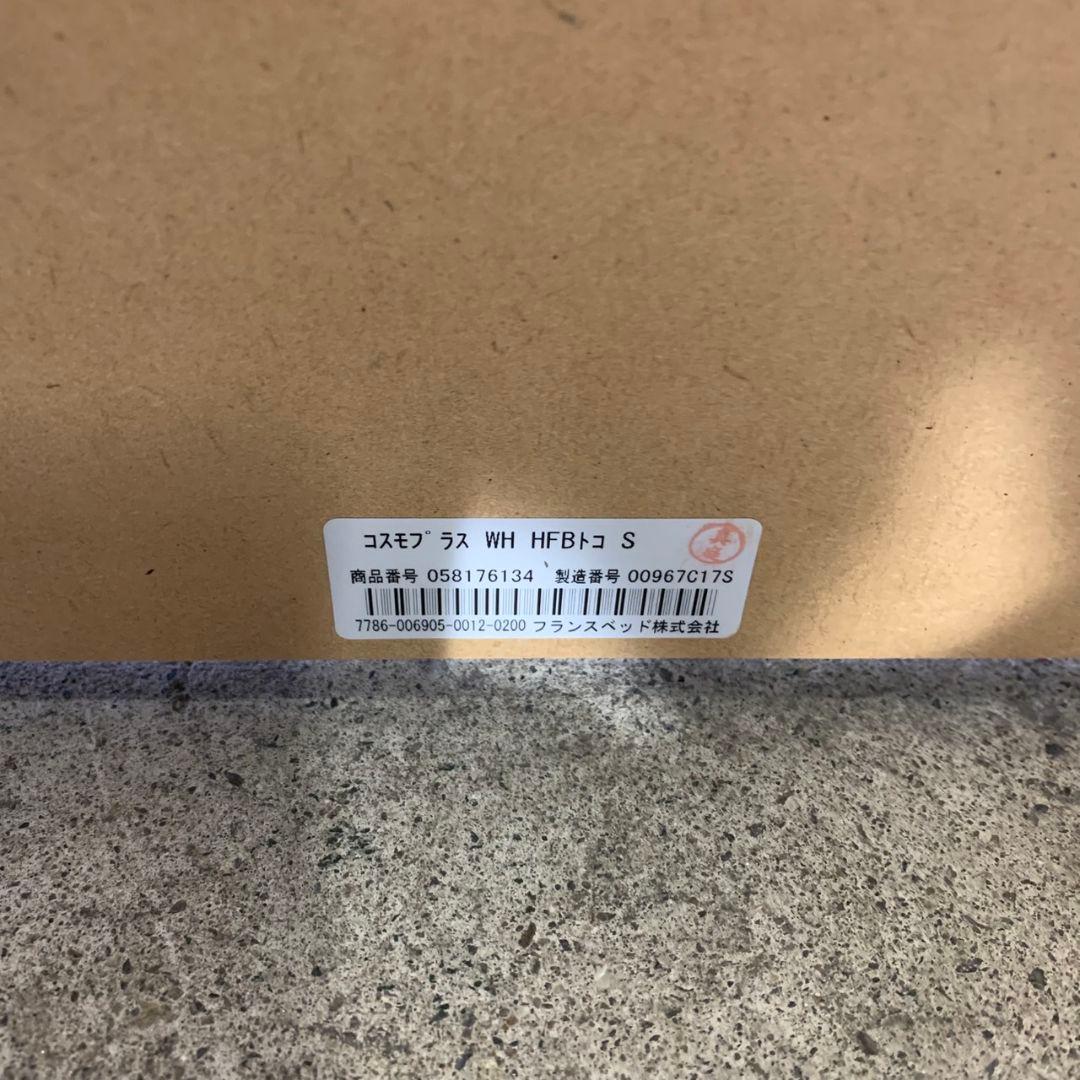 コスモプラス WH HFBトコ S
商品番号 058176134 製造番号 00967C17S
7786-006905-0012-0200 フランスベッド株式会社